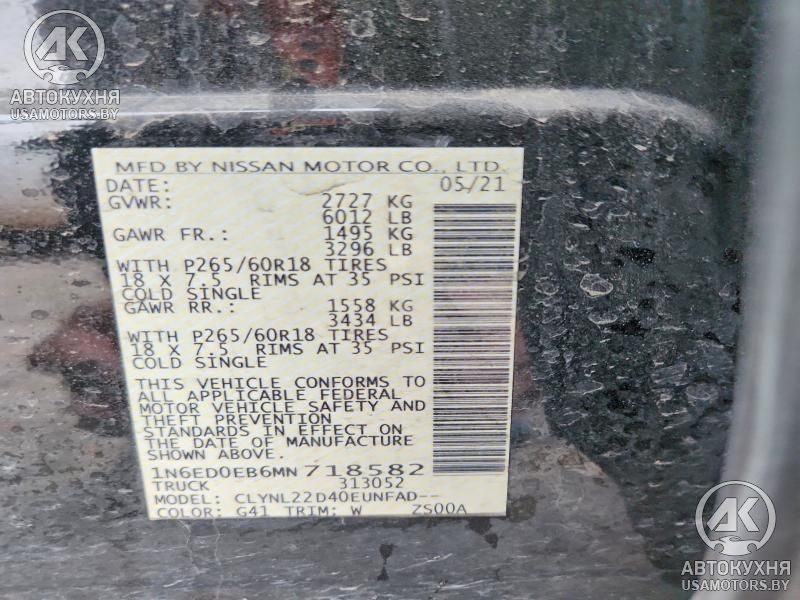 AK
АВТОКУХНЯ
USAMOTORS.BY
MFD BY NISSAN MOTOR CO., LTD.
DATE: 05/21
GVWR: 2727 KG
6012 LB
GAWR FR.: 1495 KG
3296 LB
WITH P265/60R18 TIRES
18 X 7.5 RIMS AT 35 PSI
COLD SINGLE
GAWR RR.: 1558 KG
3434 LB
WITH P265/60R18 TIRES
18 X 7.5 RIMS AT 35 PSI
COLD SINGLE
THIS VEHICLE CONFORMS TO
ALL APPLICABLE FEDERAL
MOTOR VEHICLE SAFETY AND
THEFT PREVENTION
STANDARDS IN EFFECT ON
THE DATE OF MANUFACTURE
SHOWN ABOVE.
1N6ED0EB6MN718582
TRUCK 313052
MODEL: CLYNL22D40EUNFAD--
COLOR: G41 TRIM: W ZS00A
AK
АВТОКУХНЯ
USAMOTORS.BY